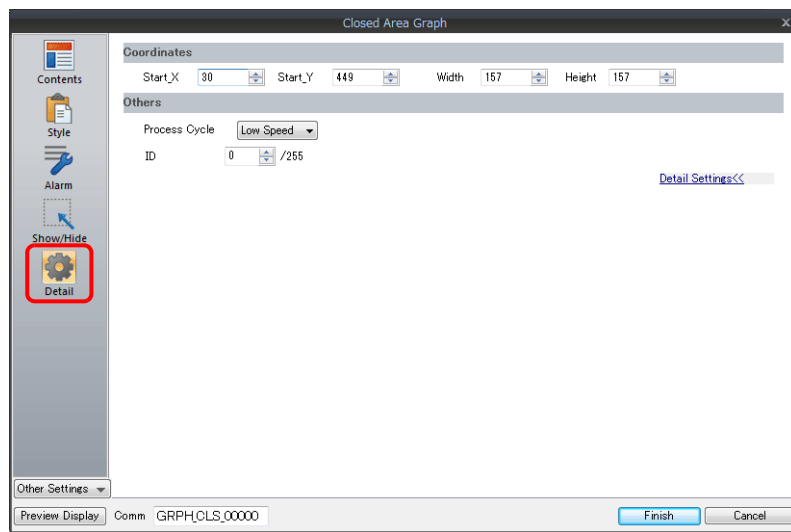 Closed Area Graph
x
Contents
Style
Alarm
Show/Hide
Detail
Coordinates
Start_X 30 Start_Y 449 Width 157 Height 157
Others
Process Cycle Low Speed
ID 0 /255
Detail Settings<<
Other Settings
Preview Display Comm GRPH_CLS_00000 Finish Cancel